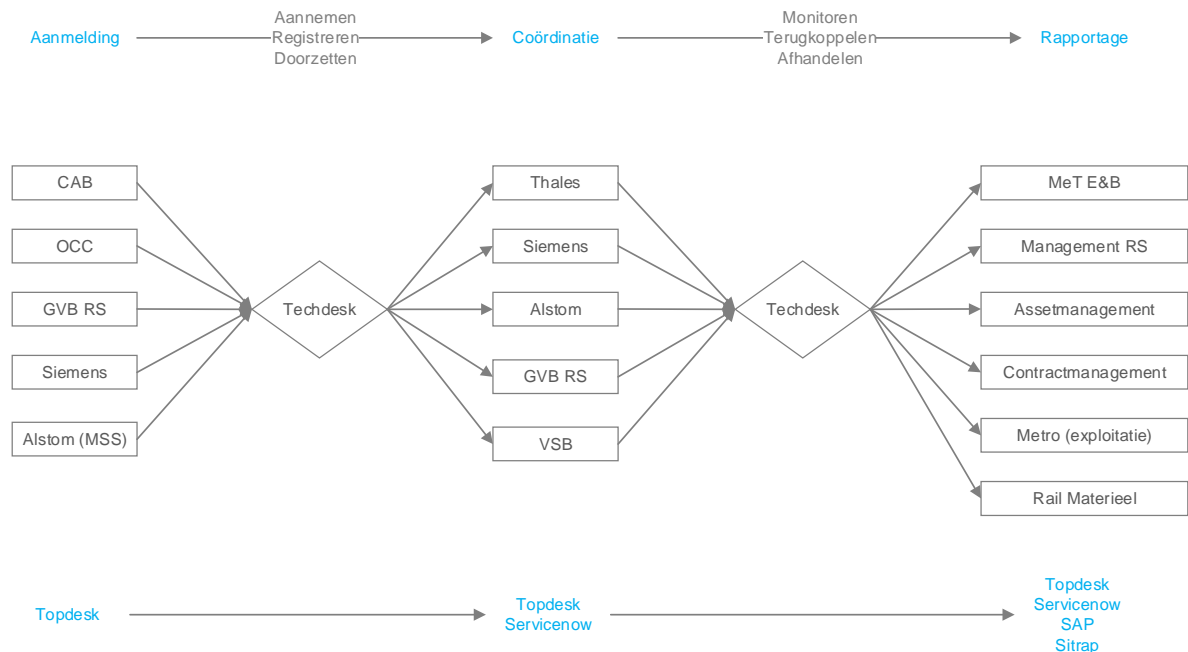 Aanmelding
Aannemen
Registreren
Doorzetten
Coördinatie
Monitoren
Terugkoppelen
Afhandelen
Rapportage
CAB
OCC
GVB RS
Siemens
Alstom (MSS)
Techdesk
Thales
Siemens
Alstom
GVB RS
VSB
Techdesk
MeT E&B
Management RS
Assetmanagement
Contractmanagement
Metro (exploitatie)
Rail Materieel
Topdesk
Topdesk
Servicenow
Topdesk
Servicenow
SAP
Sitrap